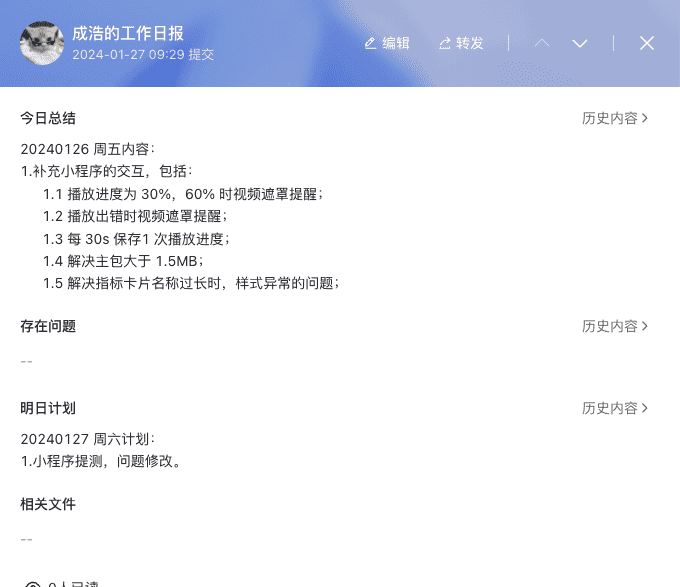 成浩的工作日报
2024-01-27 09:29 提交
编辑
转发
今日总结
历史内容
20240126 周五内容：
1.补充小程序的交互，包括：
1.1 播放进度为 30%，60% 时视频遮罩提醒；
1.2 播放出错时视频遮罩提醒；
1.3 每 30s 保存1 次播放进度；
1.4 解决主包大于 1.5MB；
1.5 解决指标卡片名称过长时，样式异常的问题；
存在问题
历史内容
--
明日计划
历史内容
20240127 周六计划：
1.小程序提测，问题修改。
相关文件
--
0人已读